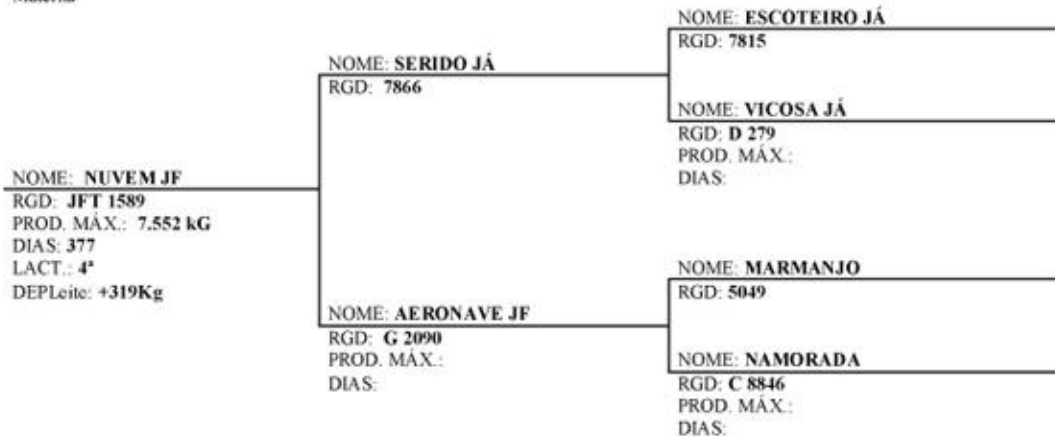 NOME: ESCOTEIRO JÁ
RGD: 7815
NOME: SERIDO JÁ
RGD: 7866
NOME: VICOSA JÁ
RGD: D 279
PROD. MÁX.:
DIAS:
NOME: NUVEM JF
RGD: JFT 1589
PROD. MÁX.: 7.552 kG
DIAS: 377
LACT.: 4ª
DEPLeite: +319Kg
NOME: MARMANJO
RGD: 5049
NOME: AERONAVE JF
RGD: G 2090
PROD. MÁX.:
DIAS:
NOME: NAMORADA
RGD: C 8846
PROD. MÁX.:
DIAS: